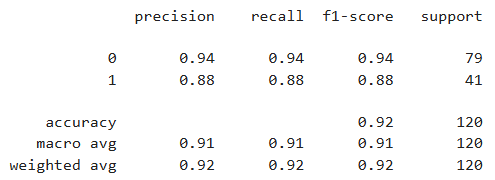 precision recall f1-score support
0 0.94 0.94 0.94 79
1 0.88 0.88 0.88 41
accuracy 0.92 120
macro avg 0.91 0.91 0.91 120
weighted avg 0.92 0.92 0.92 120